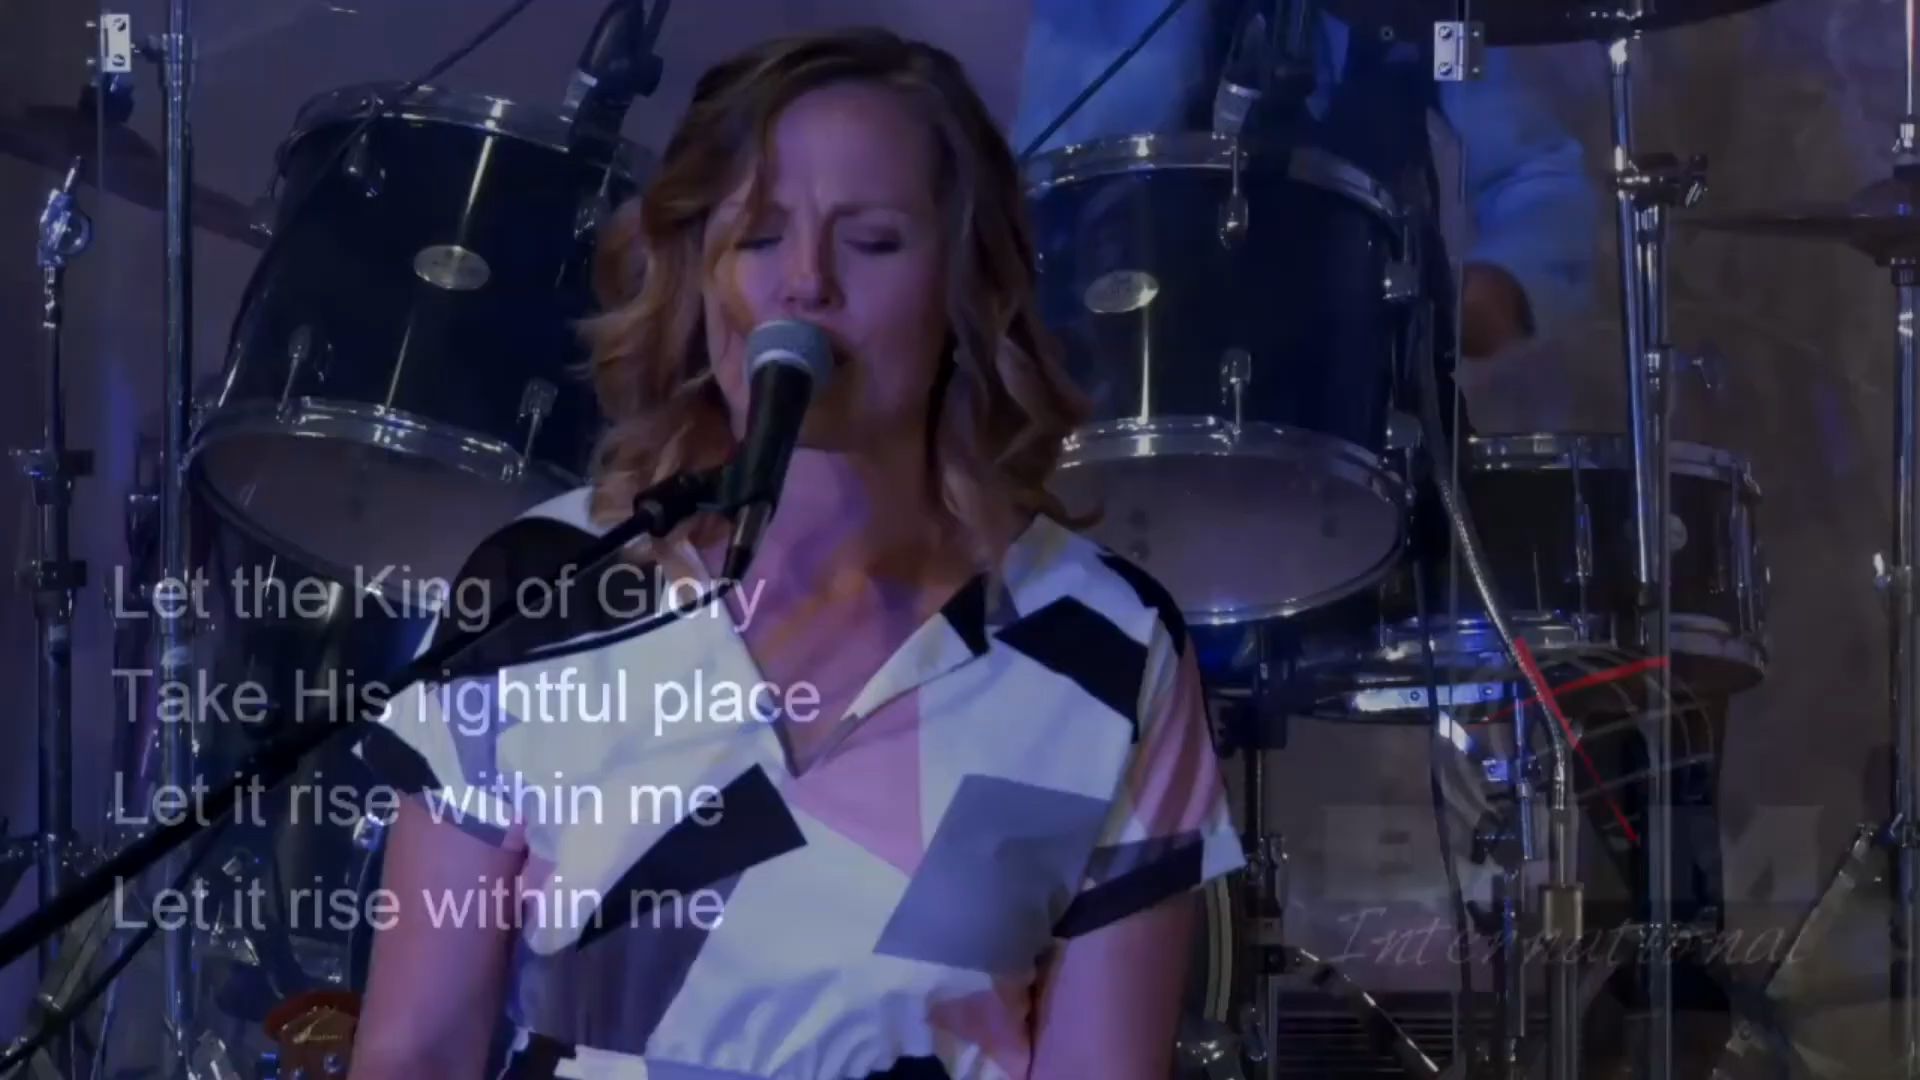 Let the King of Glory
Take His rightful place
Let it rise within me
Let it rise within me
International